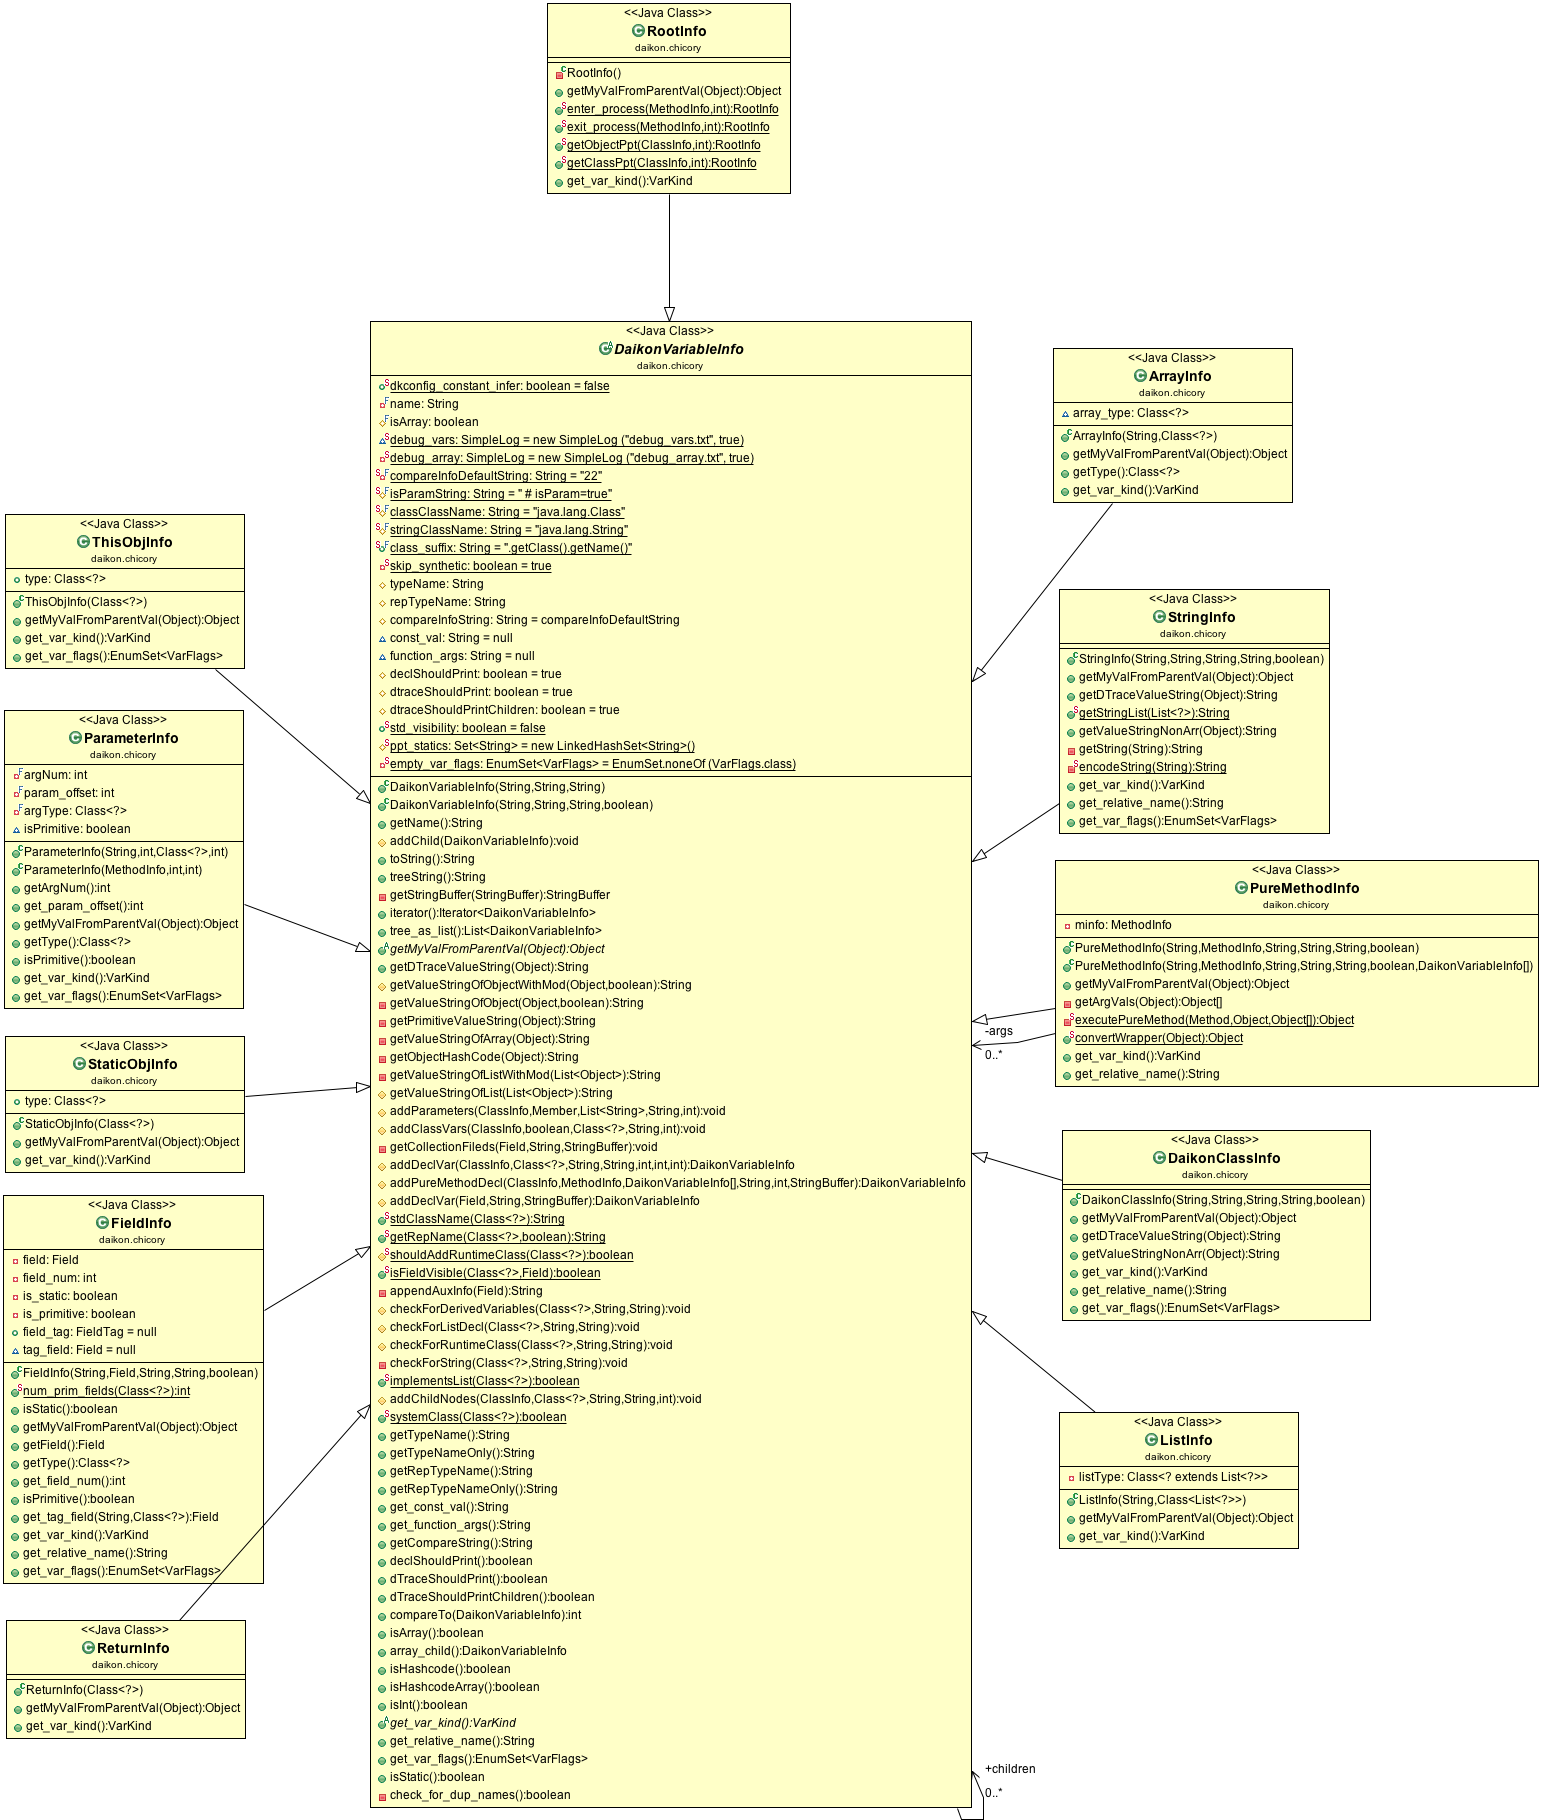 <<Java Class>>
RootInfo
daikon.chicory
RootInfo()
getMyValFromParentVal(Object):Object
enter_process(MethodInfo,int):RootInfo
exit_process(MethodInfo,int):RootInfo
getObjectPpt(ClassInfo,int):RootInfo
getClassPpt(ClassInfo,int):RootInfo
get_var_kind():VarKind
<<Java Class>>
DaikonVariableInfo
daikon.chicory
dkconfig_constant_infer: boolean = false
name: String
isArray: boolean
debug_vars: SimpleLog = new SimpleLog ("debug_vars.txt", true)
debug_array: SimpleLog = new SimpleLog ("debug_array.txt", true)
compareInfoDefaultString: String = "22"
isParamString: String = " # isParam=true"
classClassName: String = "java.lang.Class"
stringClassName: String = "java.lang.String"
class_suffix: String = ".getClass().getName()"
skip_synthetic: boolean = true
typeName: String
repTypeName: String
compareInfoString: String = compareInfoDefaultString
const_val: String = null
function_args: String = null
declShouldPrint: boolean = true
dtraceShouldPrint: boolean = true
dtraceShouldPrintChildren: boolean = true
std_visibility: boolean = false
ppt_statics: Set<String> = new LinkedHashSet<String>()
empty_var_flags: EnumSet<VarFlags> = EnumSet.noneOf (VarFlags.class)
DaikonVariableInfo(String,String,String)
DaikonVariableInfo(String,String,String,boolean)
getName():String
addChild(DaikonVariableInfo):void
toString():String
treeString():String
getStringBuffer(StringBuffer):StringBuffer
iterator():Iterator<DaikonVariableInfo>
tree_as_list():List<DaikonVariableInfo>
getMyValFromParentVal(Object):Object
getDTraceValueString(Object):String
getValueStringOfObjectWithMod(Object,boolean):String
getValueStringOfObject(Object,boolean):String
getPrimitiveValueString(Object):String
getValueStringOfArray(Object):String
getObjectHashCode(Object):String
getValueStringOfListWithMod(List<Object>):String
getValueStringOfList(List<Object>):String
addParameters(ClassInfo,Member,List<String>,String,int):void
addClassVars(ClassInfo,boolean,Class<?>,String,int):void
getCollectionFileds(Field,String,StringBuffer):void
addDeclVar(ClassInfo,Class<?>,String,String,int,int,int):DaikonVariableInfo
addPureMethodDecl(ClassInfo,MethodInfo,DaikonVariableInfo[],String,int,StringBuffer):DaikonVariableInfo
addDeclVar(Field,String,StringBuffer):DaikonVariableInfo
stdClassName(Class<?>):String
getRepName(Class<?>,boolean):String
shouldAddRuntimeClass(Class<?>):boolean
isFieldVisible(Class<?>,Field):boolean
appendAuxInfo(Field):String
checkForDerivedVariables(Class<?>,String,String):void
checkForListDecl(Class<?>,String,String):void
checkForRuntimeClass(Class<?>,String,String):void
checkForString(Class<?>,String,String):void
implementsList(Class<?>):boolean
addChildNodes(ClassInfo,Class<?>,String,String,int):void
systemClass(Class<?>):boolean
getTypeName():String
getTypeNameOnly():String
getRepTypeName():String
getRepTypeNameOnly():String
get_const_val():String
get_function_args():String
getCompareString():String
declShouldPrint():boolean
dTraceShouldPrint():boolean
dTraceShouldPrintChildren():boolean
compareTo(DaikonVariableInfo):int
isArray():boolean
array_child():DaikonVariableInfo
isHashcode():boolean
isHashcodeArray():boolean
isInt():boolean
get_var_kind():VarKind
get_relative_name():String
get_var_flags():EnumSet<VarFlags>
isStatic():boolean
check_for_dup_names():boolean
<<Java Class>>
ThisObjInfo
daikon.chicory
type: Class<?>
ThisObjInfo(Class<?>)
getMyValFromParentVal(Object):Object
get_var_kind():VarKind
get_var_flags():EnumSet<VarFlags>
<<Java Class>>
ParameterInfo
daikon.chicory
argNum: int
param_offset: int
argType: Class<?>
isPrimitive: boolean
ParameterInfo(String,int,Class<?>,int)
ParameterInfo(MethodInfo,int,int)
getArgNum():int
get_param_offset():int
getMyValFromParentVal(Object):Object
getType():Class<?>
isPrimitive():boolean
get_var_kind():VarKind
get_var_flags():EnumSet<VarFlags>
<<Java Class>>
StaticObjInfo
daikon.chicory
type: Class<?>
StaticObjInfo(Class<?>)
getMyValFromParentVal(Object):Object
get_var_kind():VarKind
<<Java Class>>
FieldInfo
daikon.chicory
field: Field
field_num: int
is_static: boolean
is_primitive: boolean
field_tag: FieldTag = null
tag_field: Field = null
FieldInfo(String,Field,String,String,boolean)
num_prim_fields(Class<?>):int
isStatic():boolean
getMyValFromParentVal(Object):Object
getField():Field
getType():Class<?>
get_field_num():int
isPrimitive():boolean
get_tag_field(String,Class<?>):Field
get_var_kind():VarKind
get_relative_name():String
get_var_flags():EnumSet<VarFlags>
<<Java Class>>
ReturnInfo
daikon.chicory
ReturnInfo(Class<?>)
getMyValFromParentVal(Object):Object
get_var_kind():VarKind
<<Java Class>>
ArrayInfo
daikon.chicory
array_type: Class<?>
ArrayInfo(String,Class<?>)
getMyValFromParentVal(Object):Object
getType():Class<?>
get_var_kind():VarKind
<<Java Class>>
StringInfo
daikon.chicory
StringInfo(String,String,String,String,boolean)
getMyValFromParentVal(Object):Object
getDTraceValueString(Object):String
getStringList(List<?>):String
getValueStringNonArr(Object):String
getString(String):String
encodeString(String):String
get_var_kind():VarKind
get_relative_name():String
get_var_flags():EnumSet<VarFlags>
<<Java Class>>
PureMethodInfo
daikon.chicory
minfo: MethodInfo
PureMethodInfo(String,MethodInfo,String,String,String,boolean)
PureMethodInfo(String,MethodInfo,String,String,String,boolean,DaikonVariableInfo[])
getMyValFromParentVal(Object):Object
getArgVals(Object):Object[]
executePureMethod(Method,Object,Object[]):Object
convertWrapper(Object):Object
get_var_kind():VarKind
get_relative_name():String
-args
0..*
<<Java Class>>
DaikonClassInfo
daikon.chicory
DaikonClassInfo(String,String,String,String,boolean)
getMyValFromParentVal(Object):Object
getDTraceValueString(Object):String
getValueStringNonArr(Object):String
get_var_kind():VarKind
get_relative_name():String
get_var_flags():EnumSet<VarFlags>
<<Java Class>>
ListInfo
daikon.chicory
listType: Class<? extends List<?>>
ListInfo(String,Class<List<?>>)
getMyValFromParentVal(Object):Object
get_var_kind():VarKind
+children
0..*